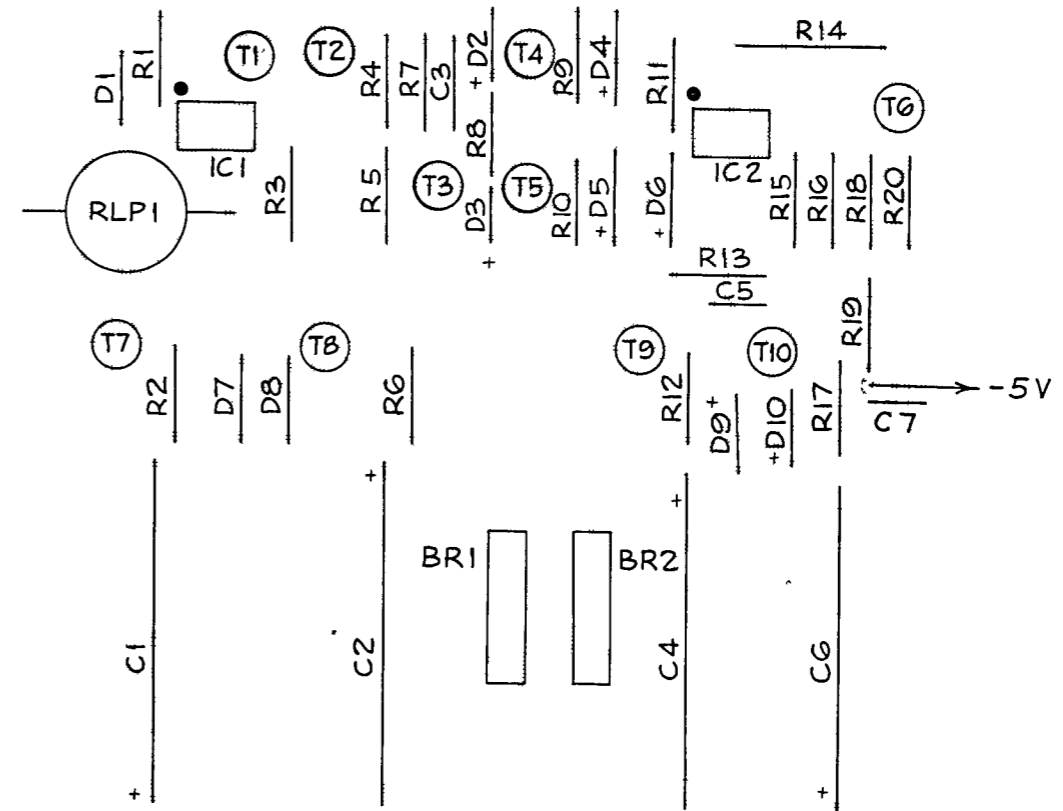 D1
R1
T1
T2
R4
R7
C3
+D2
T4
R9
+D4
R11
R14
T6
IC1
R8
IC2
RLP1
R3
R5
T3
D3
+
T5
R10
+D5
+D6
R15
R16
R18
R20
R13
C5
R19
T7
R2
D7
D8
T8
R6
T9
R12
D9+
T10
+D10
R17
-5V
C7
C1
+
C2
+
BR1
BR2
C4
+
C6
+